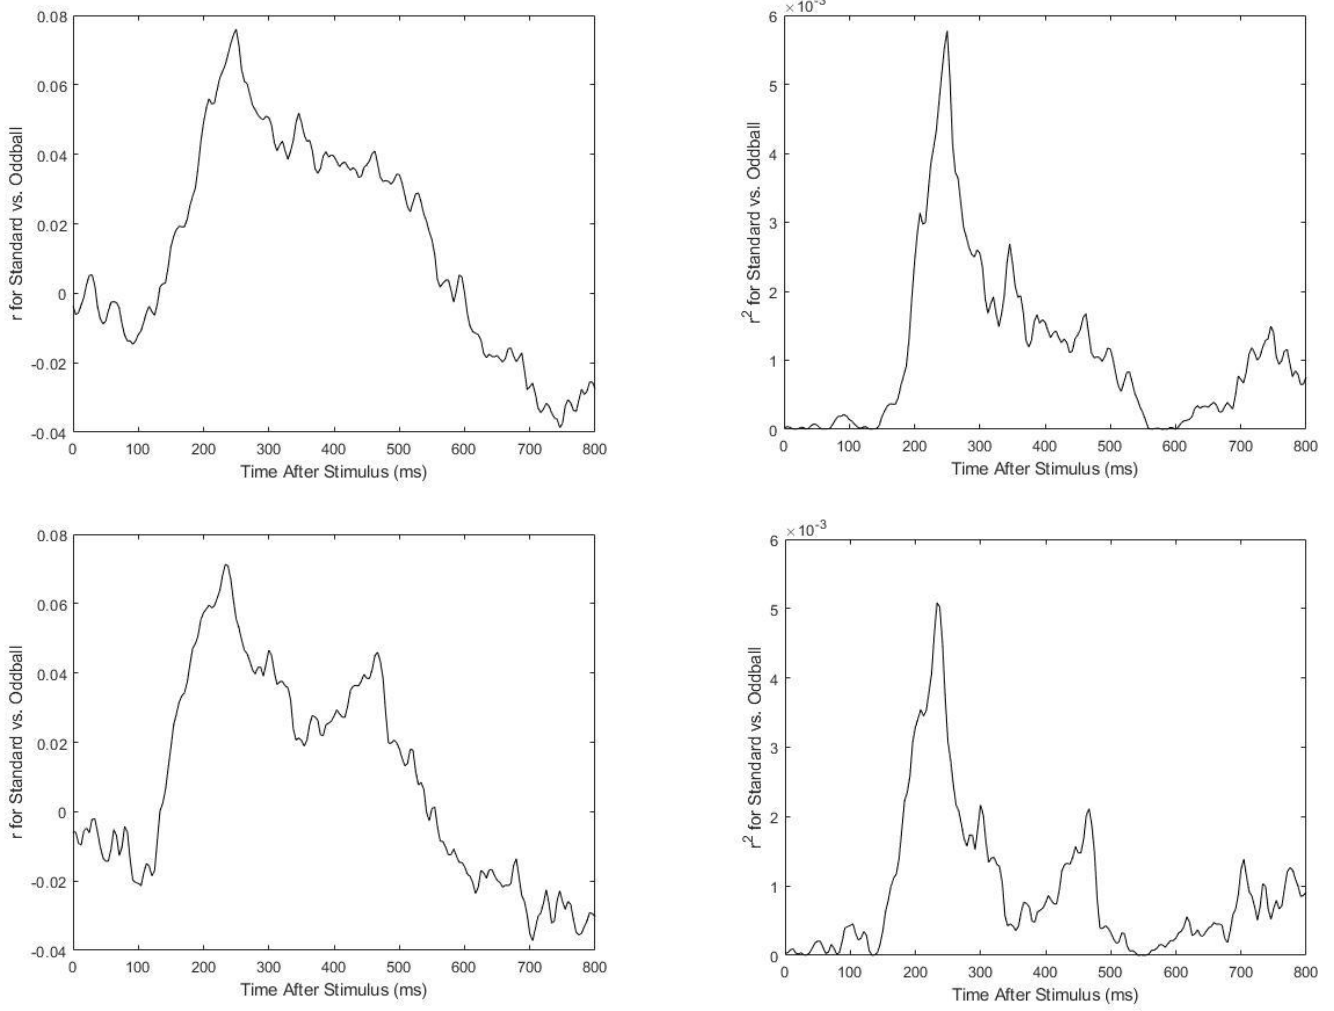 0.08
0.06
0.04
0.02
0
-0.02
-0.04
r for Standard vs. Oddball
0 100 200 300 400 500 600 700 800
Time After Stimulus (ms)
×10-3
6
5
4
3
2
1
0
r2 for Standard vs. Oddball
0 100 200 300 400 500 600 700 800
Time After Stimulus (ms)
0.08
0.06
0.04
0.02
0
-0.02
-0.04
r for Standard vs. Oddball
0 100 200 300 400 500 600 700 800
Time After Stimulus (ms)
×10-3
6
5
4
3
2
1
0
r2 for Standard vs. Oddball
0 100 200 300 400 500 600 700 800
Time After Stimulus (ms)